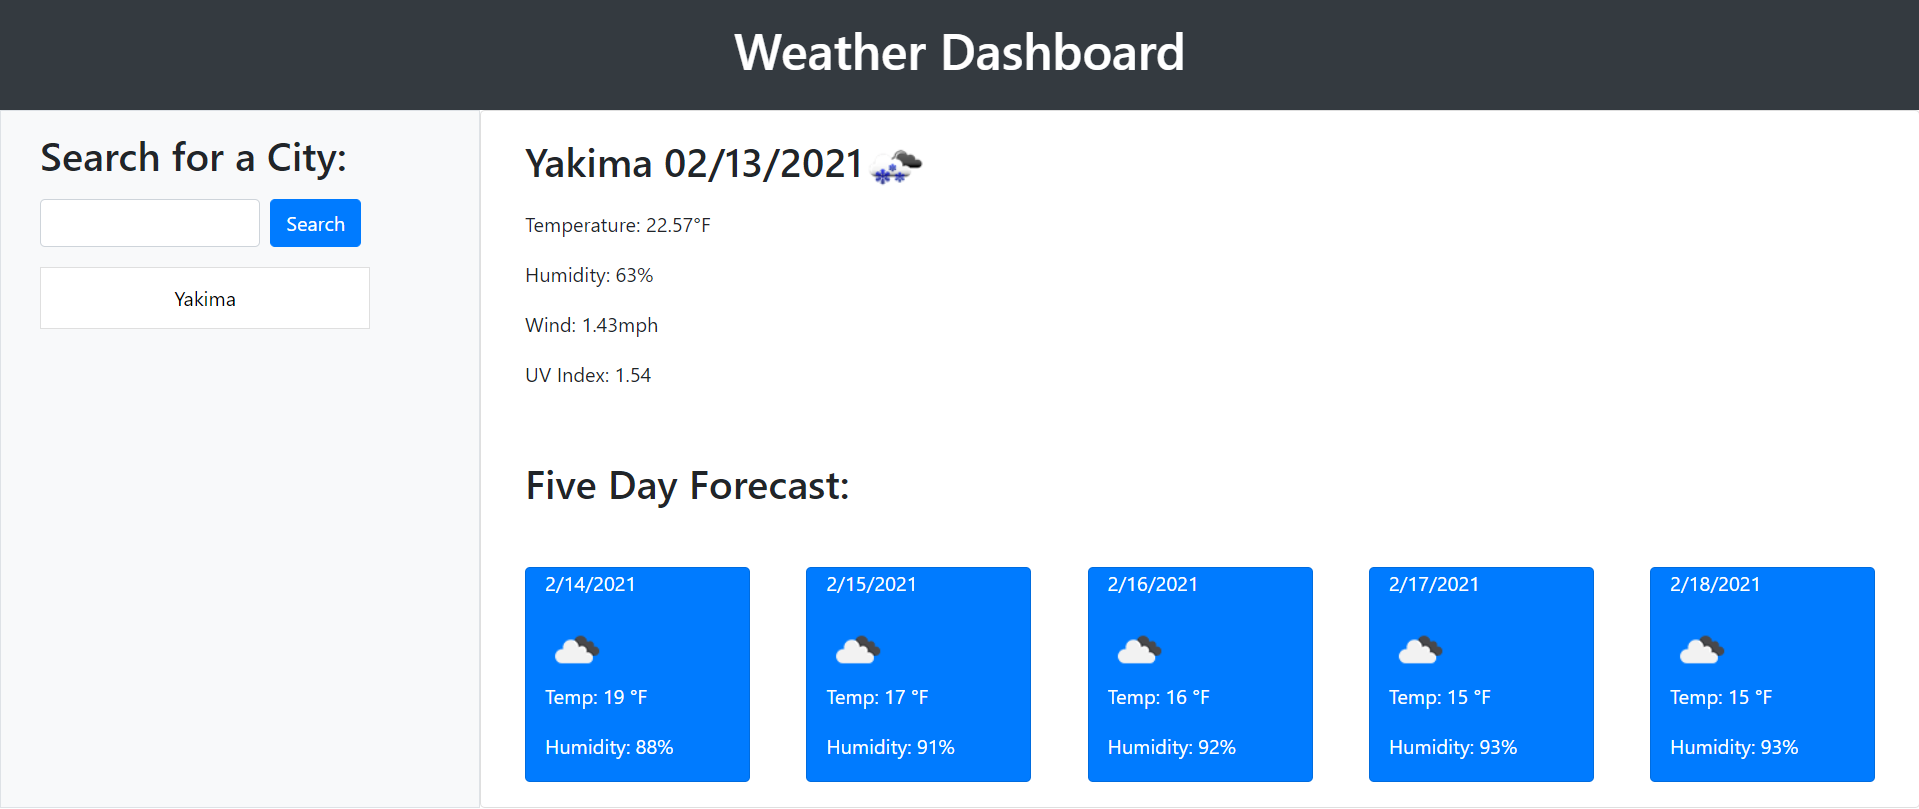 Weather Dashboard
Search for a City:
Search
Yakima
Yakima 02/13/2021
Temperature: 22.57°F
Humidity: 63%
Wind: 1.43mph
UV Index: 1.54
Five Day Forecast:
2/14/2021
Temp: 19 °F
Humidity: 88%
2/15/2021
Temp: 17 °F
Humidity: 91%
2/16/2021
Temp: 16 °F
Humidity: 92%
2/17/2021
Temp: 15 °F
Humidity: 93%
2/18/2021
Temp: 15 °F
Humidity: 93%